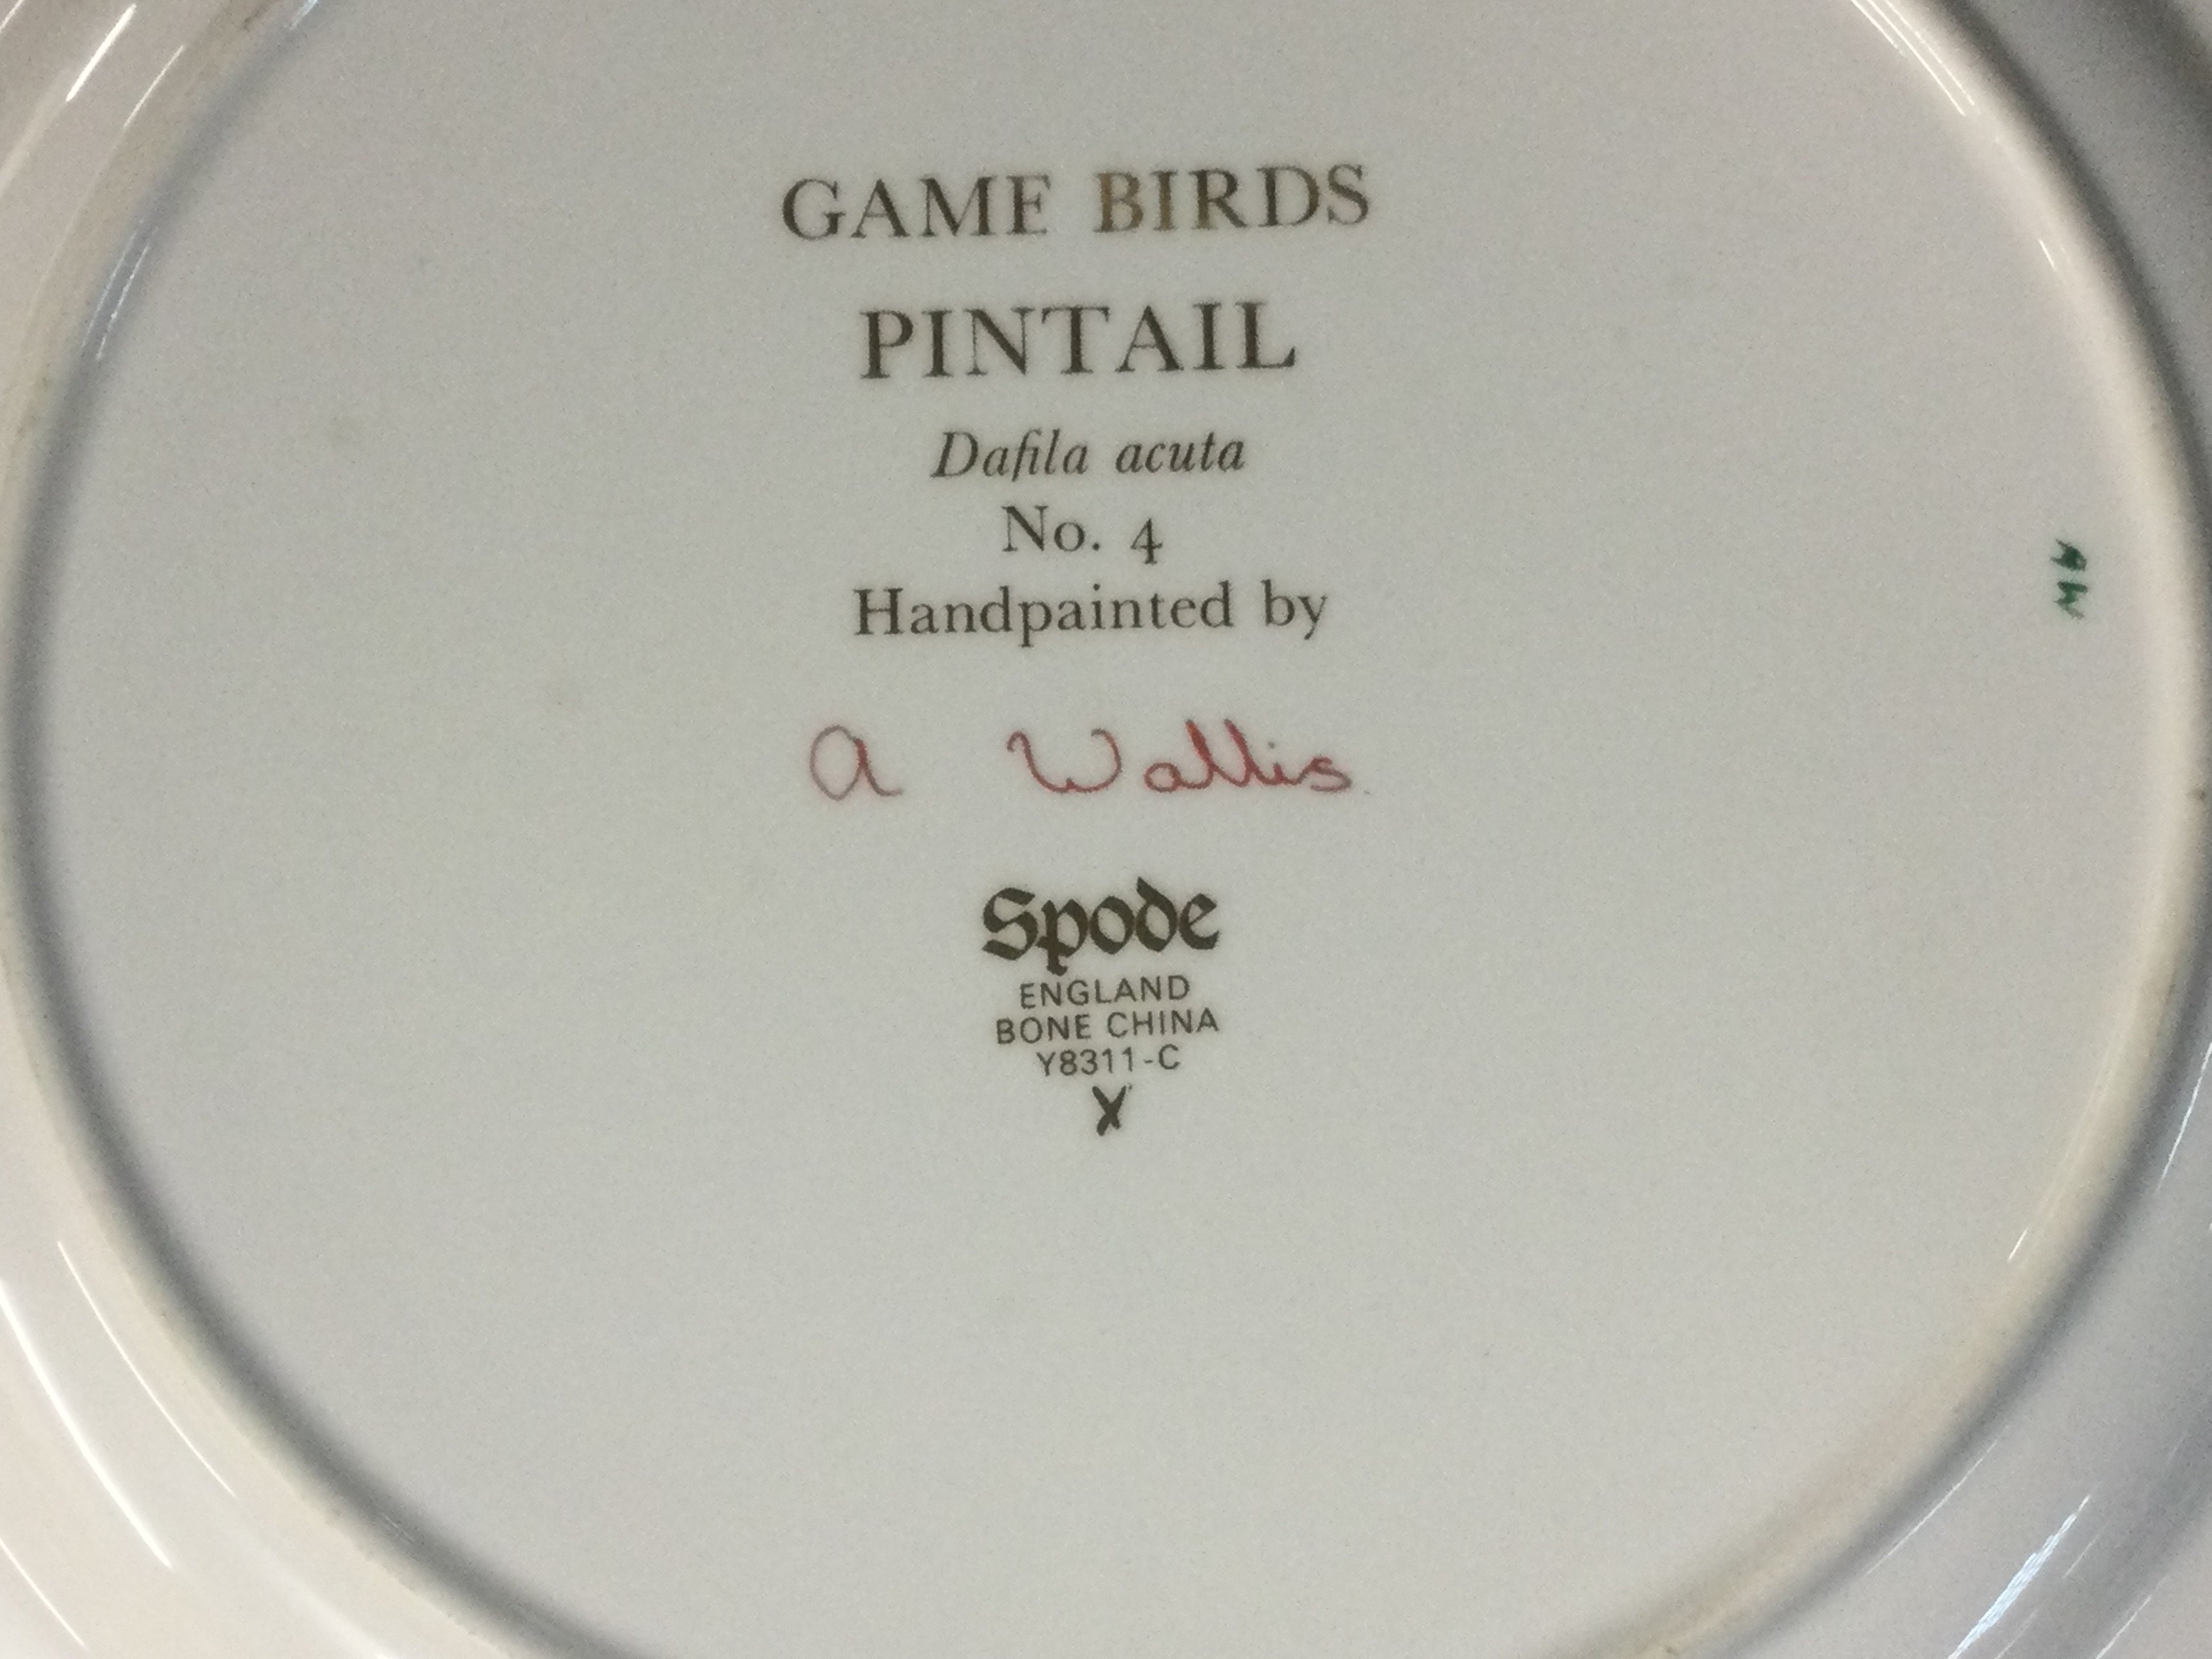 GAME BIRDS
PINTAIL
Dafila acuta
No. 4
Handpainted by
a Wallis
Spode
ENGLAND
BONE CHINA
Y8311-C
X